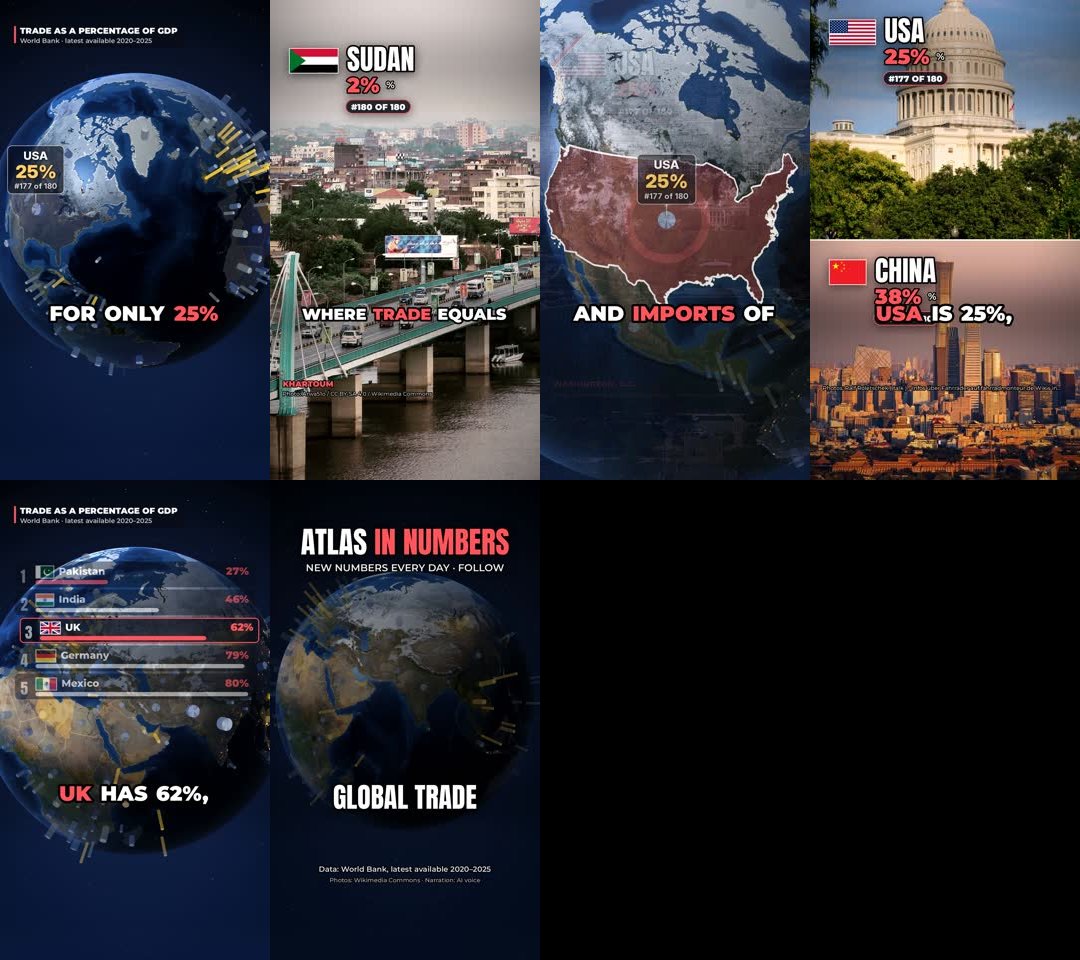 TRADE AS A PERCENTAGE OF GDP
World Bank · latest available 2020–2025
USA
25%
#177 of 180
FOR ONLY 25%
SUDAN
2% %
#180 OF 180
WHERE TRADE EQUALS
KHARTOUM
USA
25%
#177 of 180
AND IMPORTS OF
WASHINGTON, D.C.
USA
25% %
#177 OF 180
CHINA
38% %
USA IS 25%,
TRADE AS A PERCENTAGE OF GDP
World Bank · latest available 2020–2025
1 Pakistan 27%
2 India 46%
3 UK 62%
4 Germany 79%
5 Mexico 80%
UK HAS 62%,
ATLAS IN NUMBERS
NEW NUMBERS EVERY DAY · FOLLOW
GLOBAL TRADE
Data: World Bank, latest available 2020–2025
Photos: Wikimedia Commons · Narration: AI voice